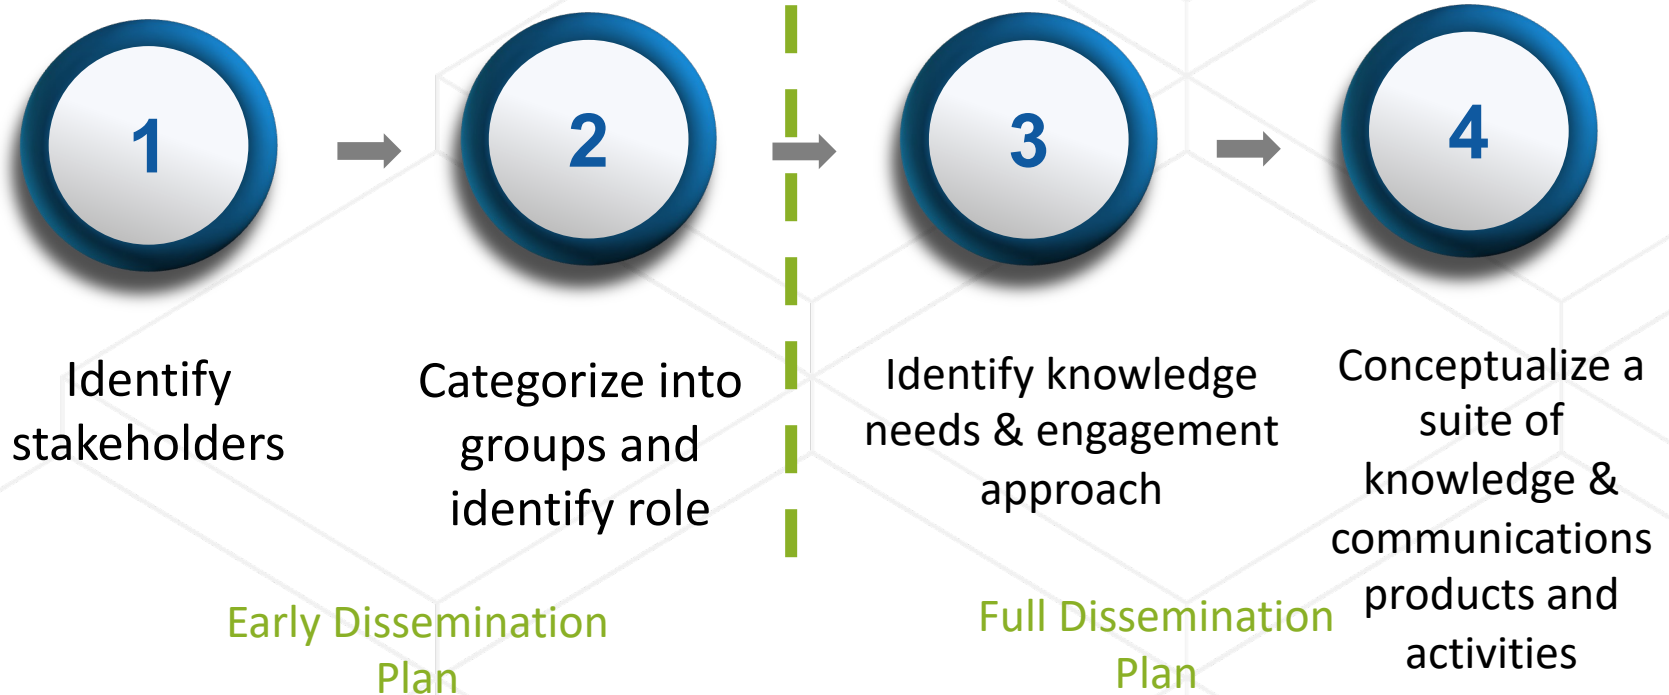 1
2
3
4
Identify
stakeholders
Categorize into
groups and
identify role
Identify knowledge
needs & engagement
approach
Conceptualize a
suite of
knowledge &
communications
products and
activities
Early Dissemination
Plan
Full Dissemination
Plan